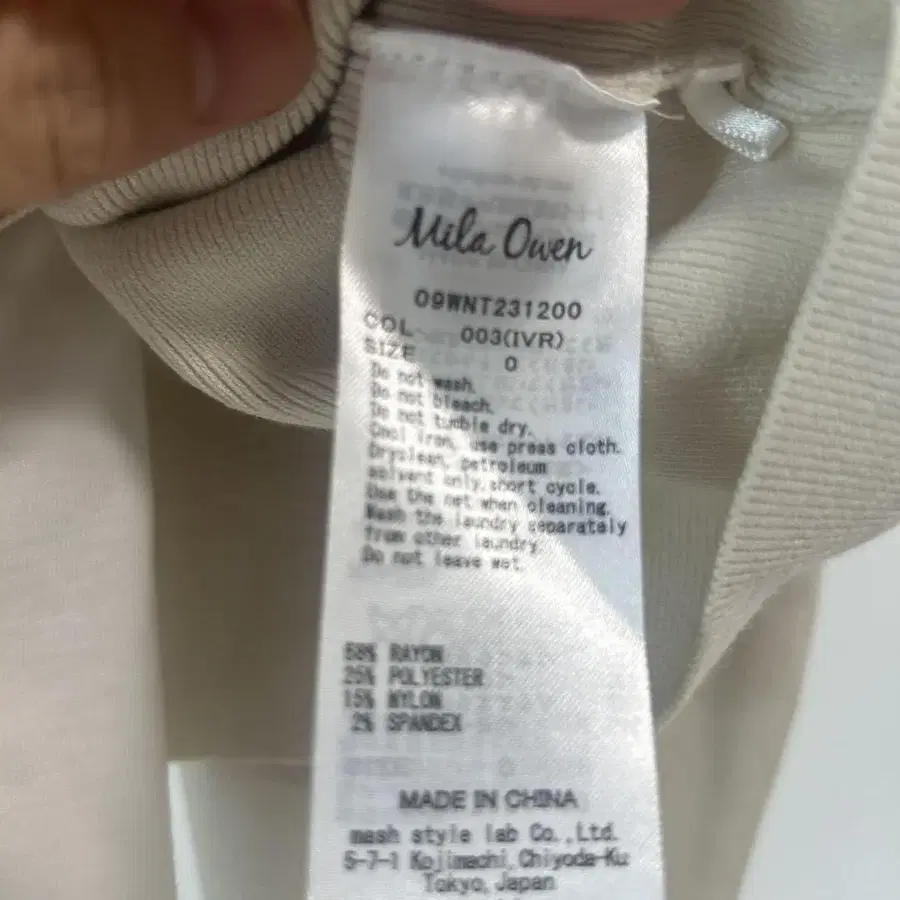 Mila Owen
09WNT231200
COL 003(IVR)
SIZE 0
Do not wash.
Do not bleach.
Do not tumble dry.
Cool iron, use press cloth.
Dryclean, petroleum
solvent only, short cycle.
Use the net when cleaning.
Wash the laundry separately
from other laundry.
Do not leave wet.
58% RAYON
25% POLYESTER
15% NYLON
2% SPANDEX
MADE IN CHINA
mash style lab Co.,Ltd.
5-7-1 Kojimachi,Chiyoda-Ku
Tokyo,Japan